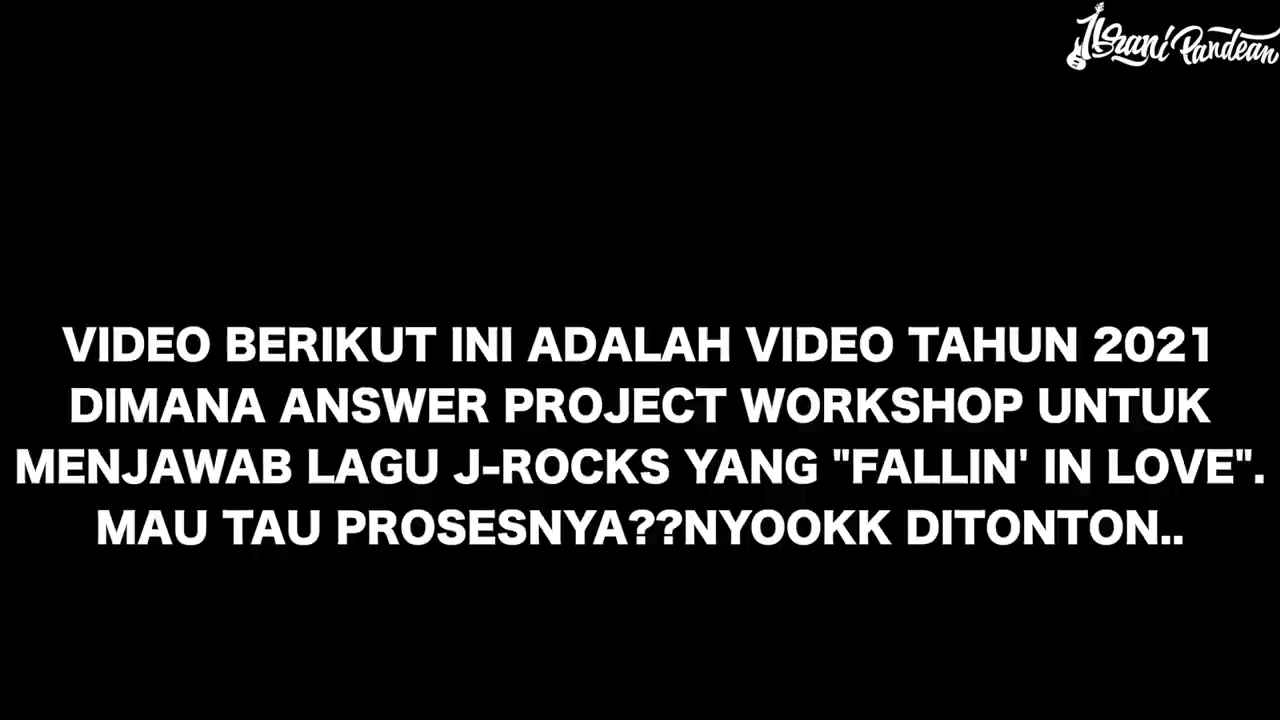 Israni Pandean
VIDEO BERIKUT INI ADALAH VIDEO TAHUN 2021
DIMANA ANSWER PROJECT WORKSHOP UNTUK
MENJAWAB LAGU J-ROCKS YANG "FALLIN' IN LOVE".
MAU TAU PROSESNYA??NYOOKK DITONTON..